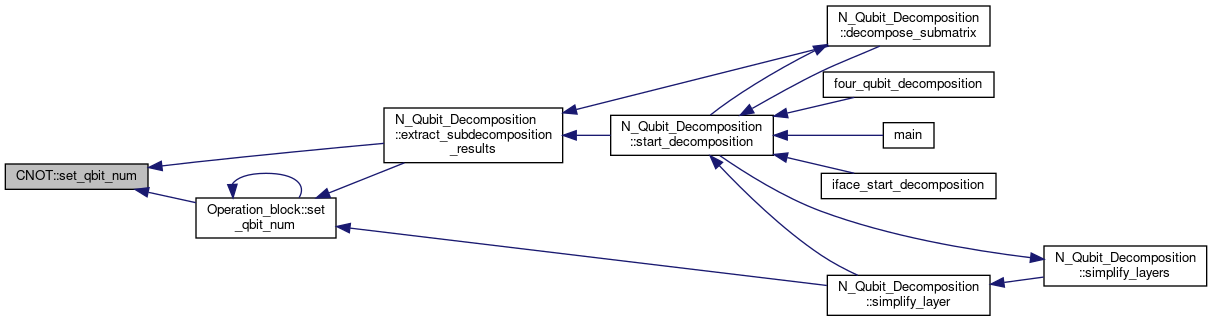 CNOT::set_qbit_num
Operation_block::set
_qbit_num
N_Qubit_Decomposition
::extract_subdecomposition
_results
N_Qubit_Decomposition
::start_decomposition
N_Qubit_Decomposition
::decompose_submatrix
four_qubit_decomposition
main
iface_start_decomposition
N_Qubit_Decomposition
::simplify_layer
N_Qubit_Decomposition
::simplify_layers